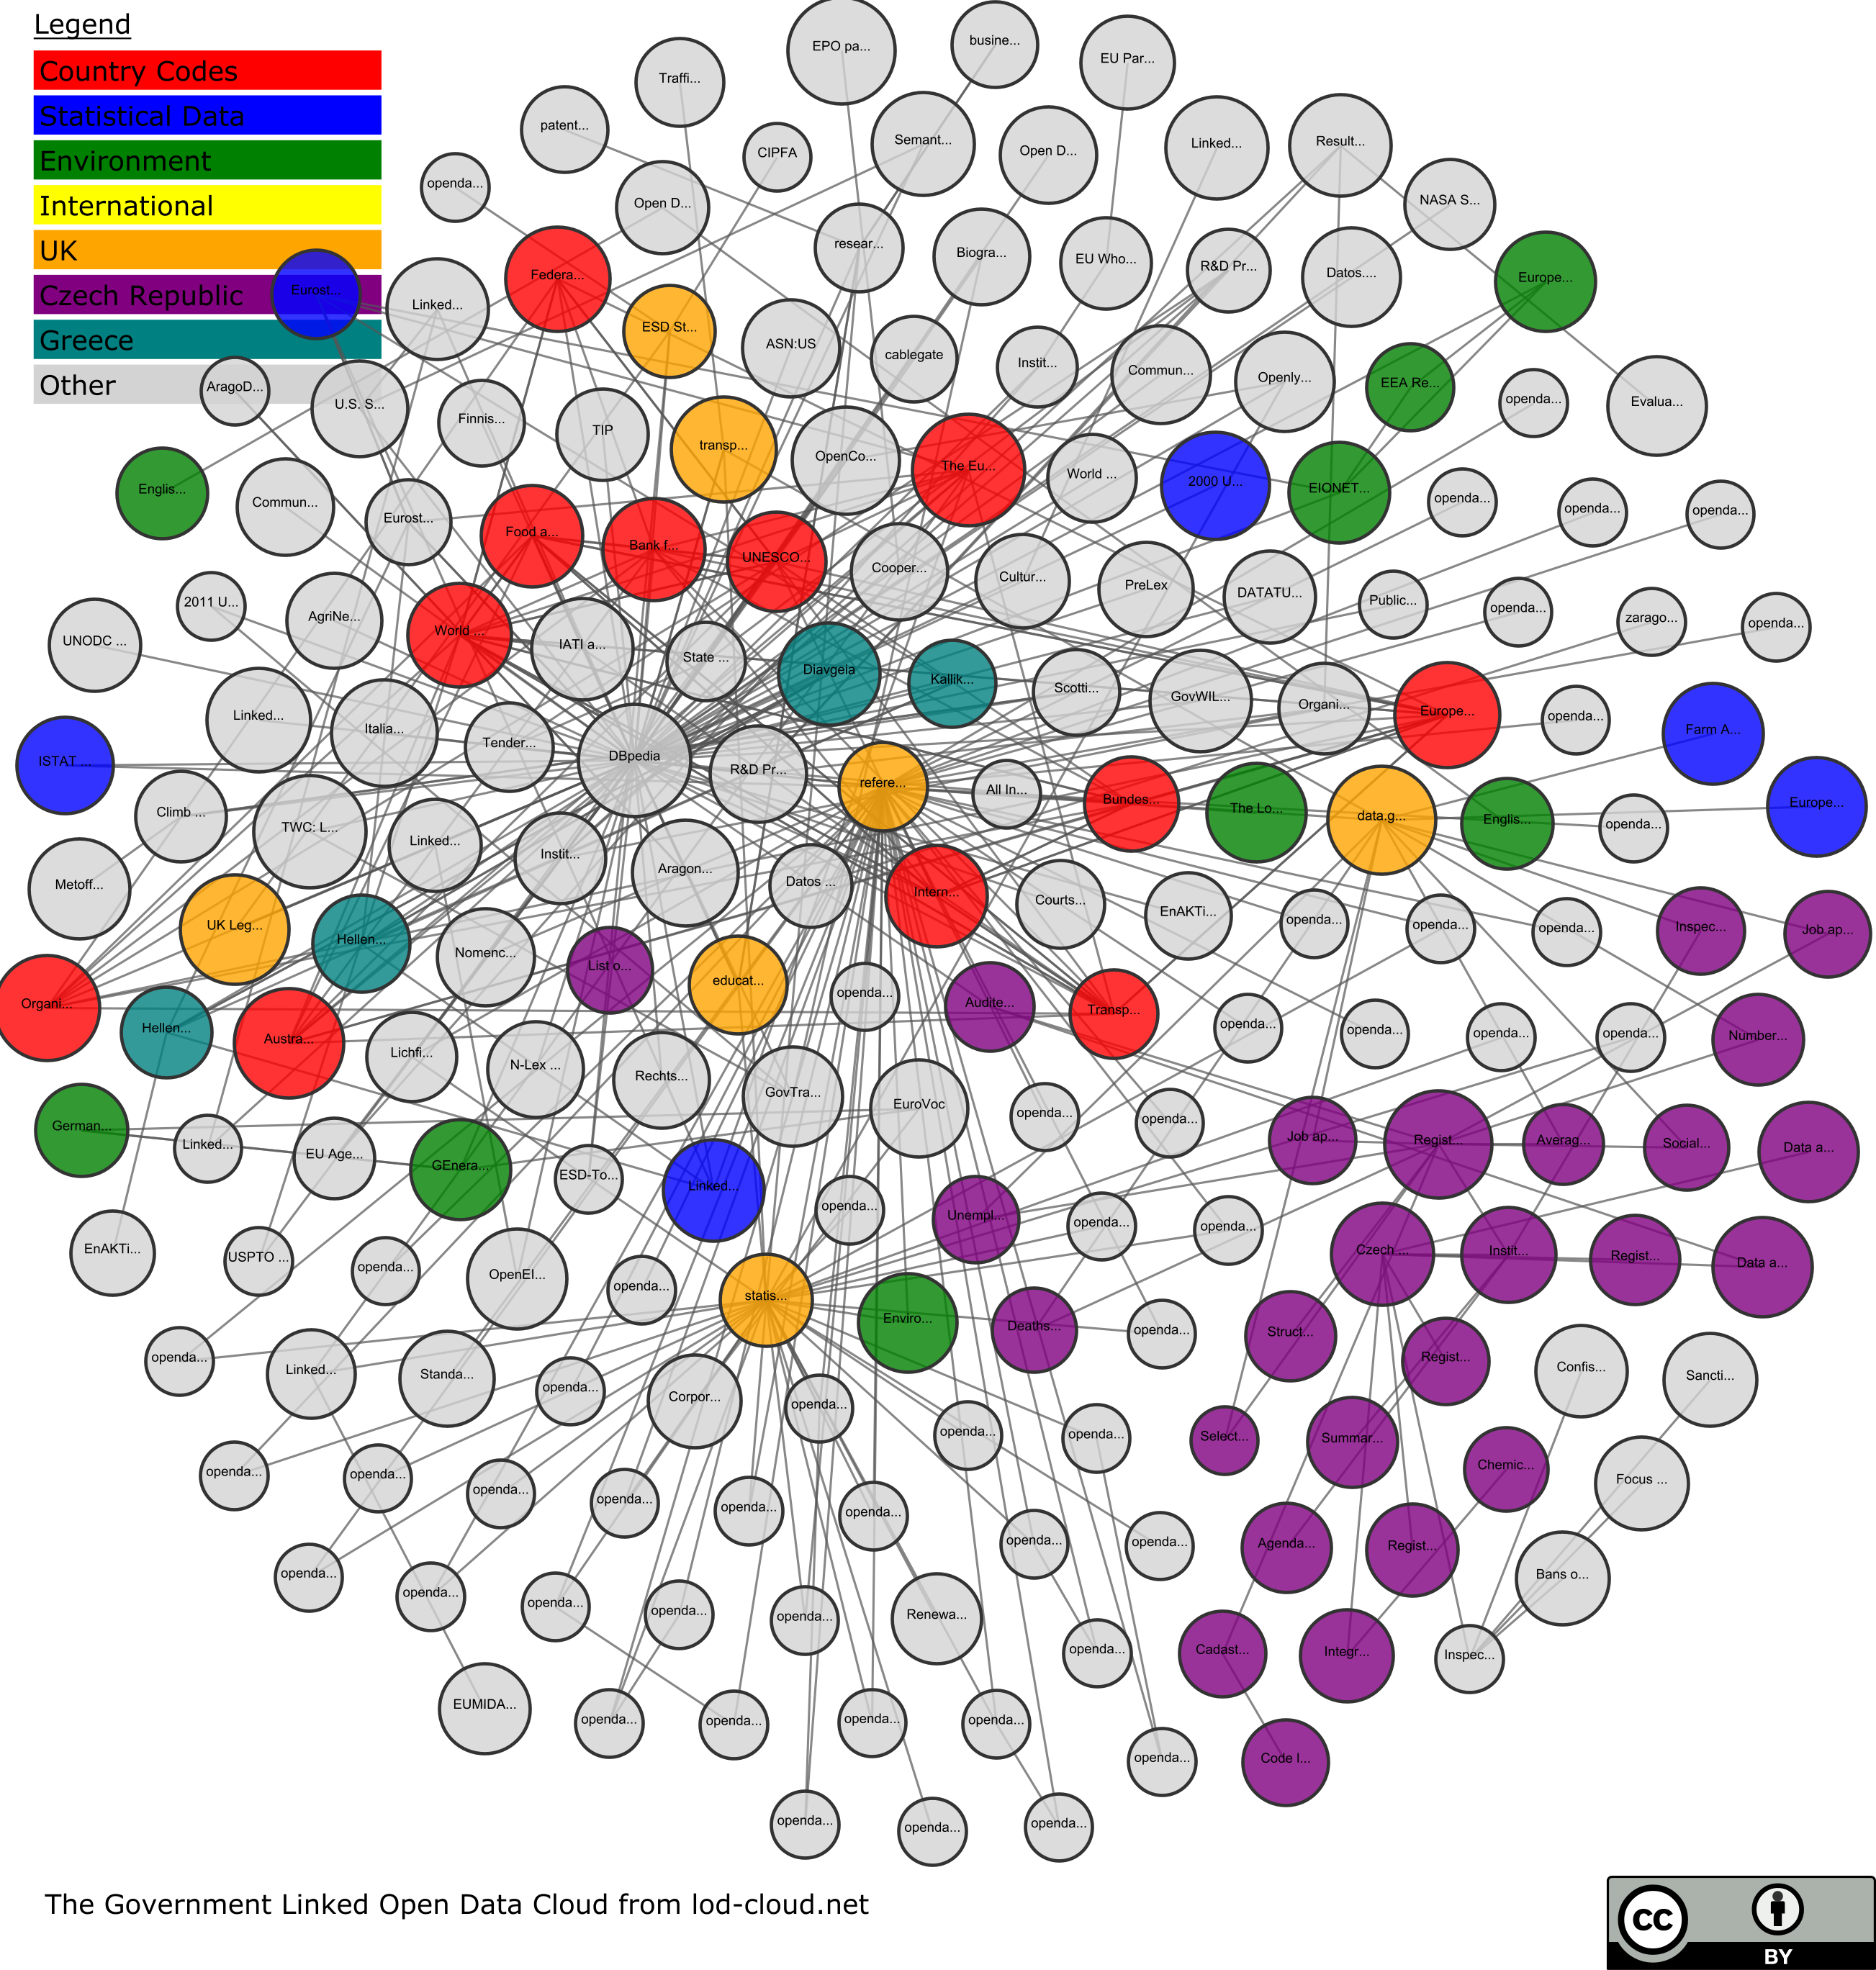 Legend
Country Codes
Statistical Data
Environment
International
UK
Czech Republic
Greece
Other
EPO pa...
busine...
EU Par...
Traffi...
patent...
Semant...
CIPFA
Open D...
Linked...
Result...
openda...
Open D...
NASA S...
resear...
Biogra...
EU Who...
R&D Pr...
Datos....
Federa...
Europe...
Eurost...
Linked...
ESD St...
ASN:US
cablegate
Instit...
Commun...
Openly...
EEA Re...
AragoD...
U.S. S...
Finnis...
TIP
openda...
Evalua...
transp...
OpenCo...
The Eu...
World ...
2000 U...
EIONET...
Englis...
Commun...
Eurost...
openda...
openda...
openda...
Food a...
Bank f...
UNESCO...
Cooper...
Cultur...
PreLex
DATATU...
Public...
openda...
zarago...
openda...
2011 U...
AgriNe...
UNODC ...
World ...
IATI a...
State ...
Diavgeia
Kallik...
Scotti...
GovWIL...
Organi...
Europe...
openda...
Farm A...
Linked...
Italia...
Tender...
DBpedia
R&D Pr...
refere...
All In...
Bundes...
The Lo...
data.g...
Englis...
openda...
Europe...
ISTAT ...
Climb ...
TWC: L...
Linked...
Instit...
Aragon...
Datos ...
Intern...
Courts...
EnAKTi...
openda...
openda...
openda...
Inspec...
Job ap...
Metoff...
UK Leg...
Hellen...
Nomenc...
List o...
educat...
openda...
Audite...
Transp...
openda...
openda...
openda...
openda...
Number...
Organi...
Hellen...
Austra...
Lichfi...
N-Lex ...
Rechts...
GovTra...
EuroVoc
openda...
openda...
Job ap...
Regist...
Averag...
Social...
Data a...
German...
Linked...
EU Age...
GEnera...
ESD-To...
Linked...
openda...
Unempl...
openda...
openda...
Czech ...
Instit...
Regist...
Data a...
EnAKTi...
USPTO ...
openda...
OpenEI...
openda...
statis...
Enviro...
Deaths...
openda...
Struct...
Regist...
Confis...
Sancti...
openda...
Linked...
Standa...
openda...
Corpor...
openda...
openda...
openda...
Select...
Summar...
Chemic...
Focus ...
openda...
openda...
openda...
openda...
openda...
openda...
openda...
openda...
Agenda...
Regist...
Bans o...
openda...
openda...
openda...
openda...
openda...
Renewa...
openda...
Cadast...
Integr...
Inspec...
EUMIDA...
openda...
openda...
openda...
openda...
openda...
Code l...
openda...
openda...
openda...
The Government Linked Open Data Cloud from lod-cloud.net
cc
BY